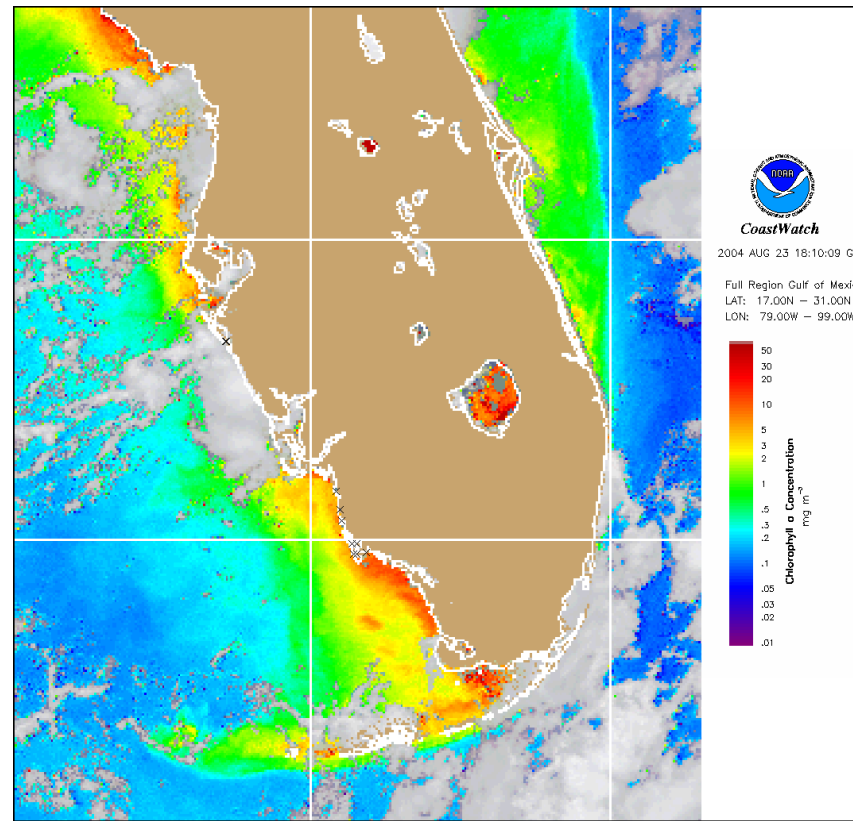 NOAA
CoastWatch
2004 AUG 23 18:10:09 G
Full Region Gulf of Mexi
LAT: 17.00N – 31.00N
LON: 79.00W – 99.00W
50
30
20
10
5
3
2
1
.5
.3
.2
.1
.05
.03
.02
.01
Chlorophyll a Concentration
mg m⁻³